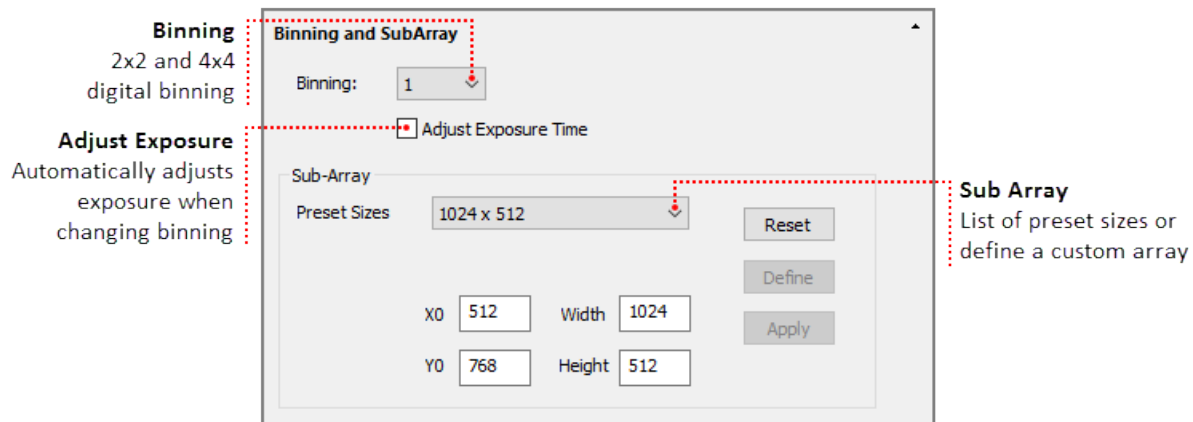 Binning
2x2 and 4x4
digital binning
Adjust Exposure
Automatically adjusts
exposure when
changing binning
Binning and SubArray
Binning:
1
Adjust Exposure Time
Sub-Array
Preset Sizes
1024 x 512
Reset
Define
Apply
X0
512
Width
1024
Y0
768
Height
512
Sub Array
List of preset sizes or
define a custom array